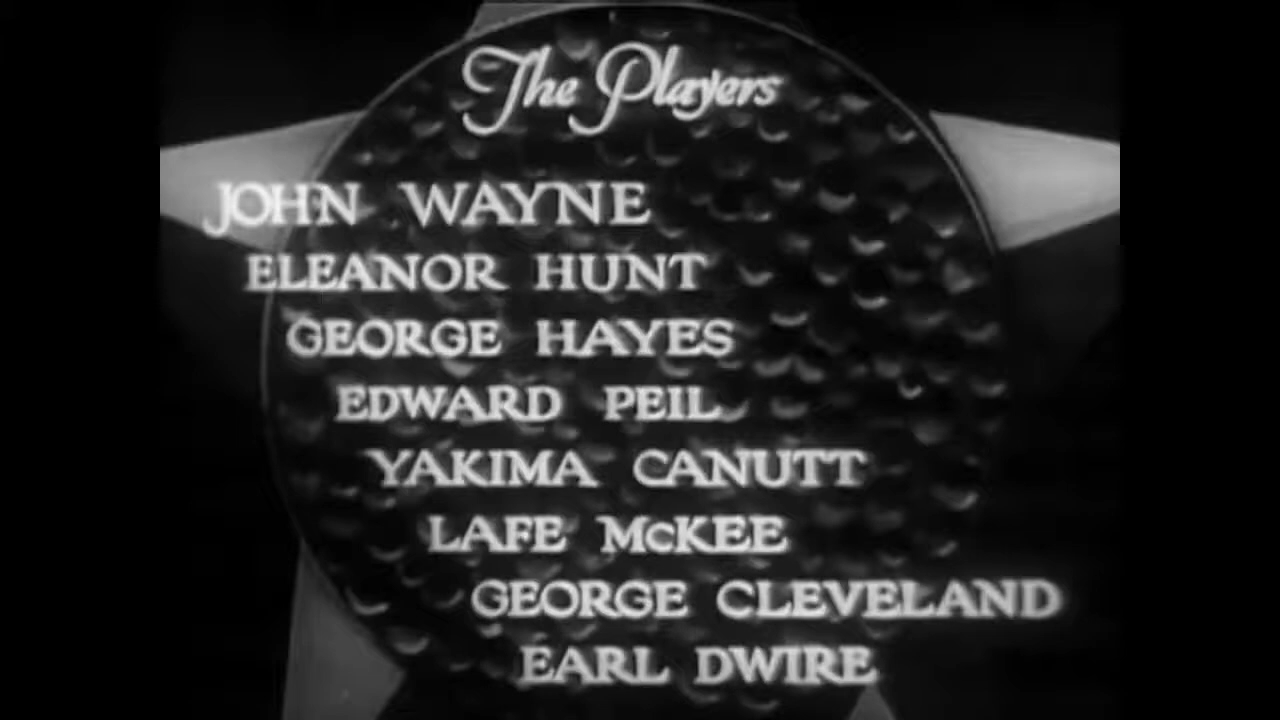 The Players
JOHN WAYNE
ELEANOR HUNT
GEORGE HAYES
EDWARD PEIL
YAKIMA CANUTT
LAFE McKEE
GEORGE CLEVELAND
EARL DWIRE